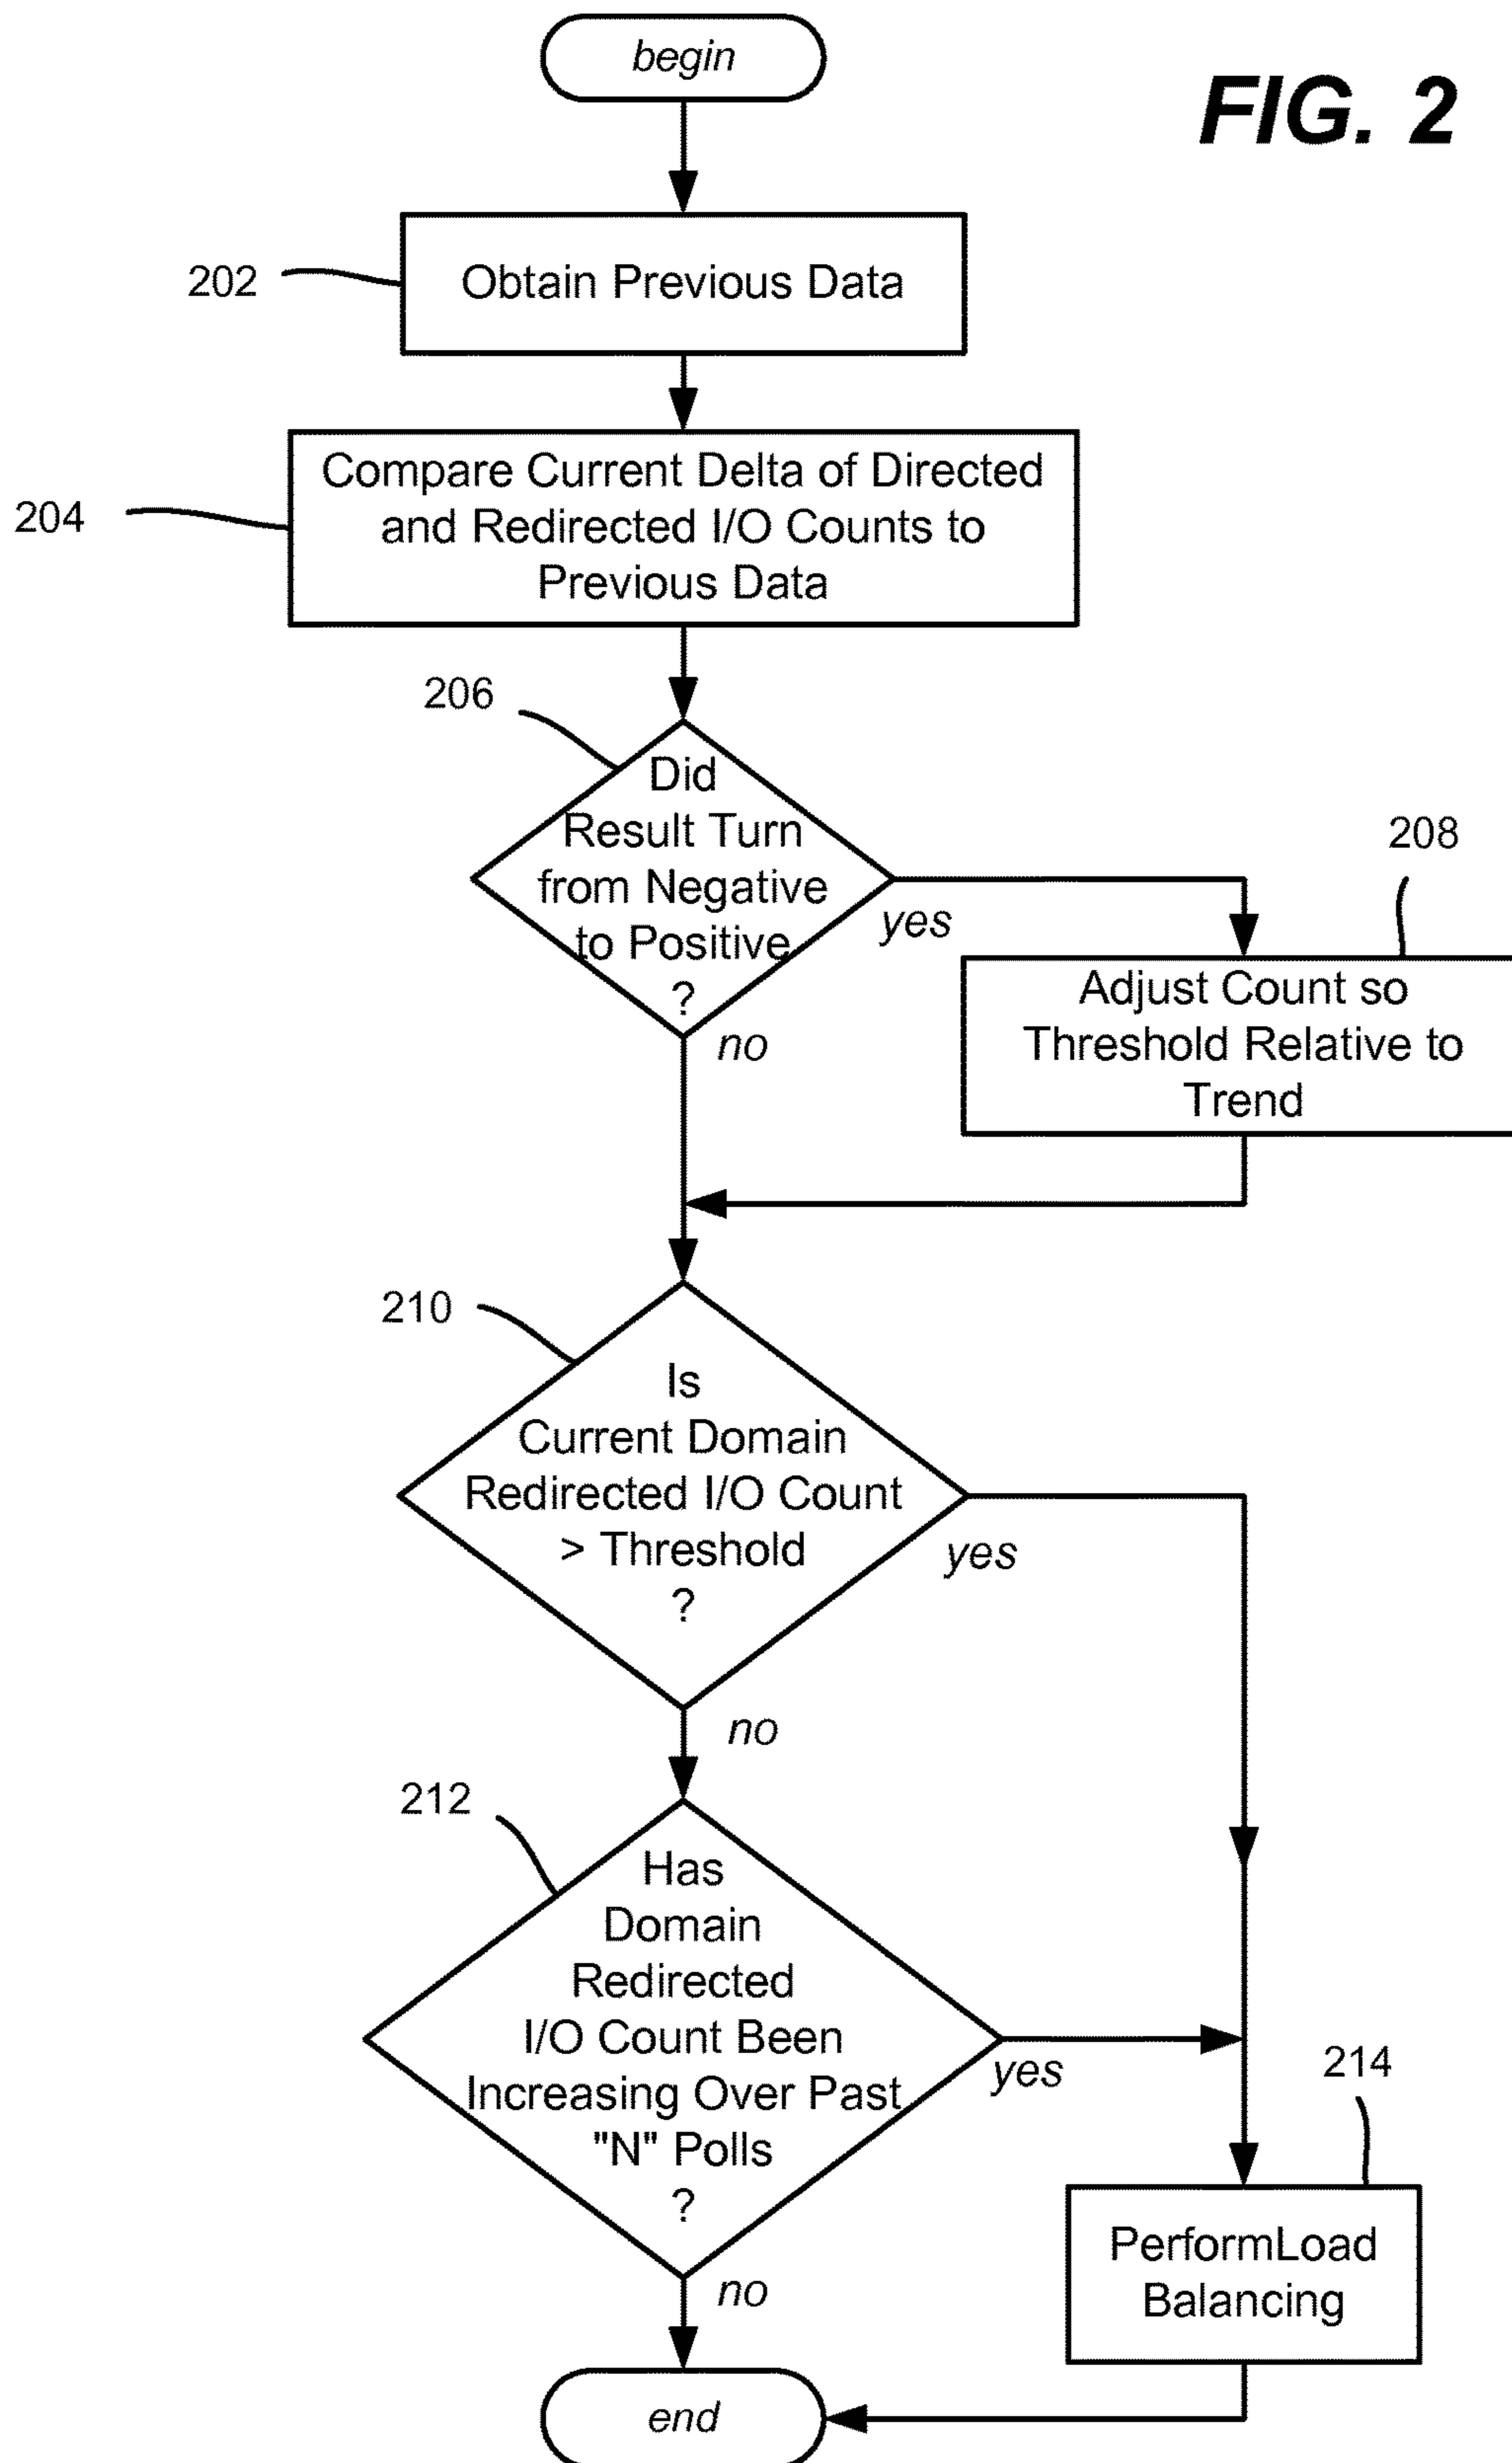 begin
FIG. 2
202
Obtain Previous Data
204
Compare Current Delta of Directed
and Redirected I/O Counts to
Previous Data
206
Did
Result Turn
from Negative
to Positive
?
yes
no
208
Adjust Count so
Threshold Relative to
Trend
210
Is
Current Domain
Redirected I/O Count
> Threshold
?
yes
no
212
Has
Domain
Redirected
I/O Count Been
Increasing Over Past
"N" Polls
?
yes
no
214
PerformLoad
Balancing
end